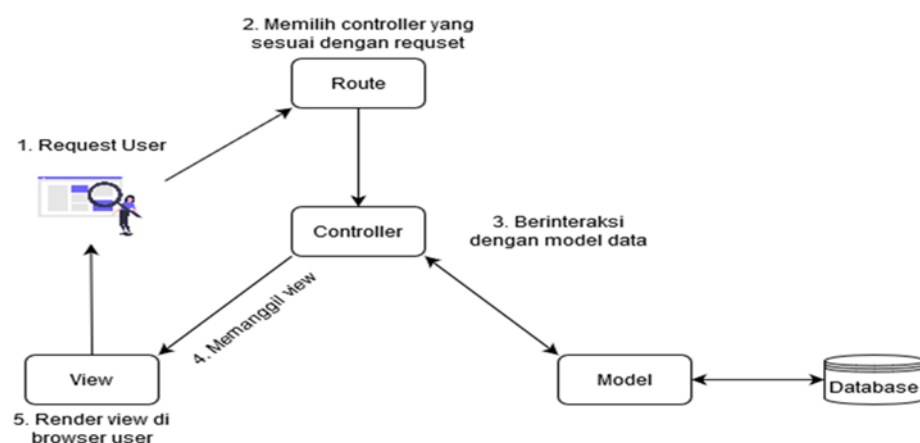 2. Memilih controller yang
sesuai dengan requset
Route
1. Request User
Controller
3. Berinteraksi
dengan model data
4. Memanggil view
View
Model
Database
5. Render view di
browser user